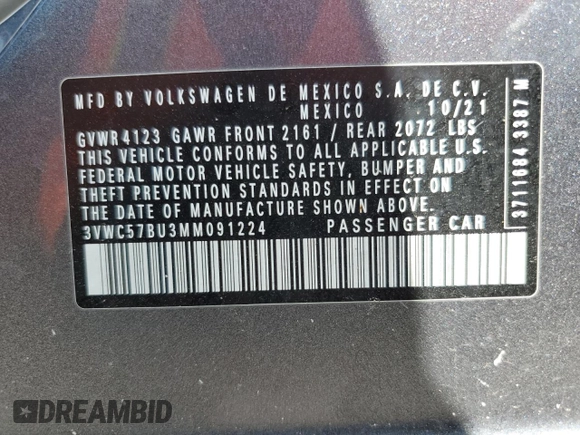 MFD BY VOLKSWAGEN DE MEXICO S.A. DE C.V.
MEXICO 10/21
GVWR 4123 GAWR FRONT 2161 / REAR 2072 LBS
THIS VEHICLE CONFORMS TO ALL APPLICABLE U.S.
FEDERAL MOTOR VEHICLE SAFETY, BUMPER AND
THEFT PREVENTION STANDARDS IN EFFECT ON
THE DATE OF MANUFACTURE SHOWN ABOVE.
3VWC57BU3MM091224 PASSENGER CAR
3711684 3387 M
DREAMBID